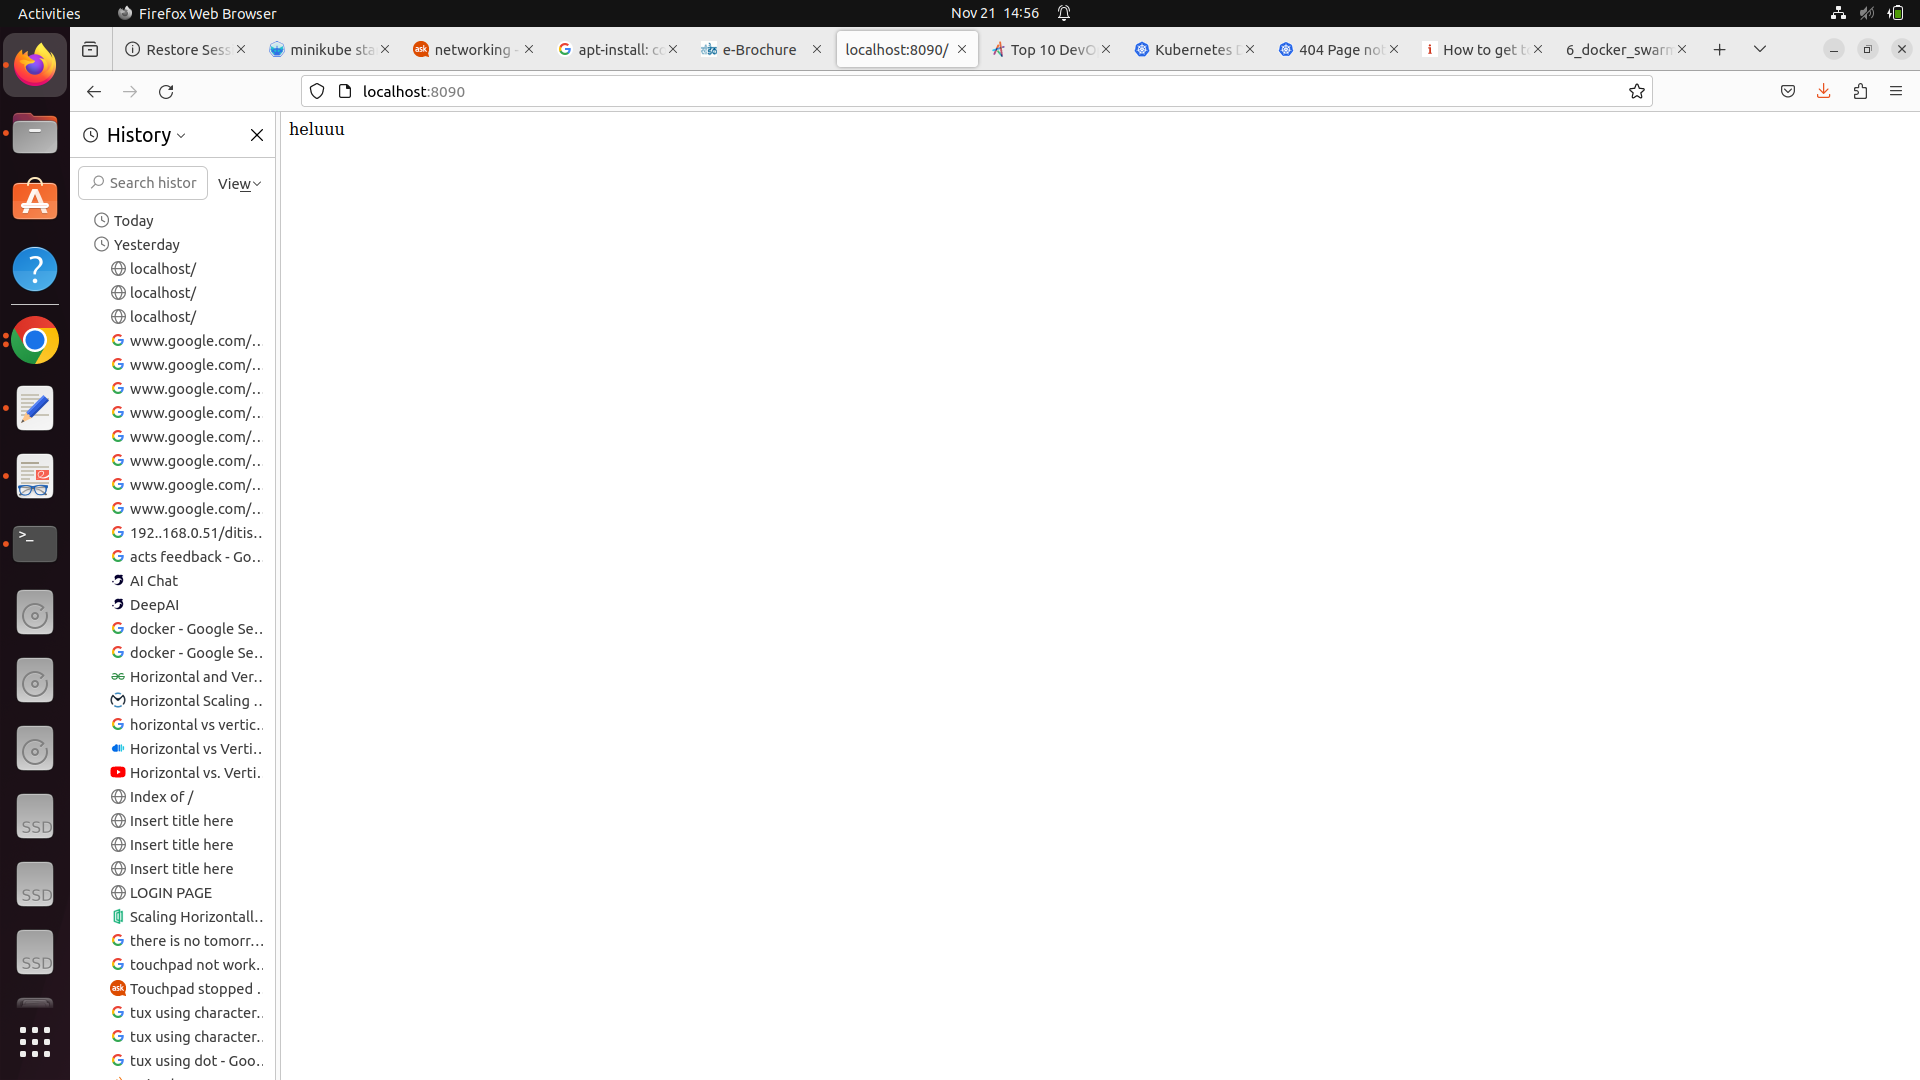 Activities
Firefox Web Browser
Nov 21 14:56
Restore Sess
minikube sta
networking -
apt-install: co
e-Brochure
localhost:8090/
Top 10 DevO
Kubernetes D
404 Page not
How to get t
6_docker_swarm
localhost:8090
History
heluuu
Search histor
View
Today
Yesterday
localhost/
localhost/
localhost/
www.google.com/…
www.google.com/…
www.google.com/…
www.google.com/…
www.google.com/…
www.google.com/…
www.google.com/…
www.google.com/…
192..168.0.51/ditis…
acts feedback - Go…
AI Chat
DeepAI
docker - Google Se…
docker - Google Se…
Horizontal and Ver…
Horizontal Scaling …
horizontal vs vertic…
Horizontal vs Verti…
Horizontal vs. Verti…
Index of /
Insert title here
Insert title here
Insert title here
LOGIN PAGE
Scaling Horizontall…
there is no tomorr…
touchpad not work…
Touchpad stopped …
tux using character…
tux using character…
tux using dot - Goo…
SSD
SSD
SSD